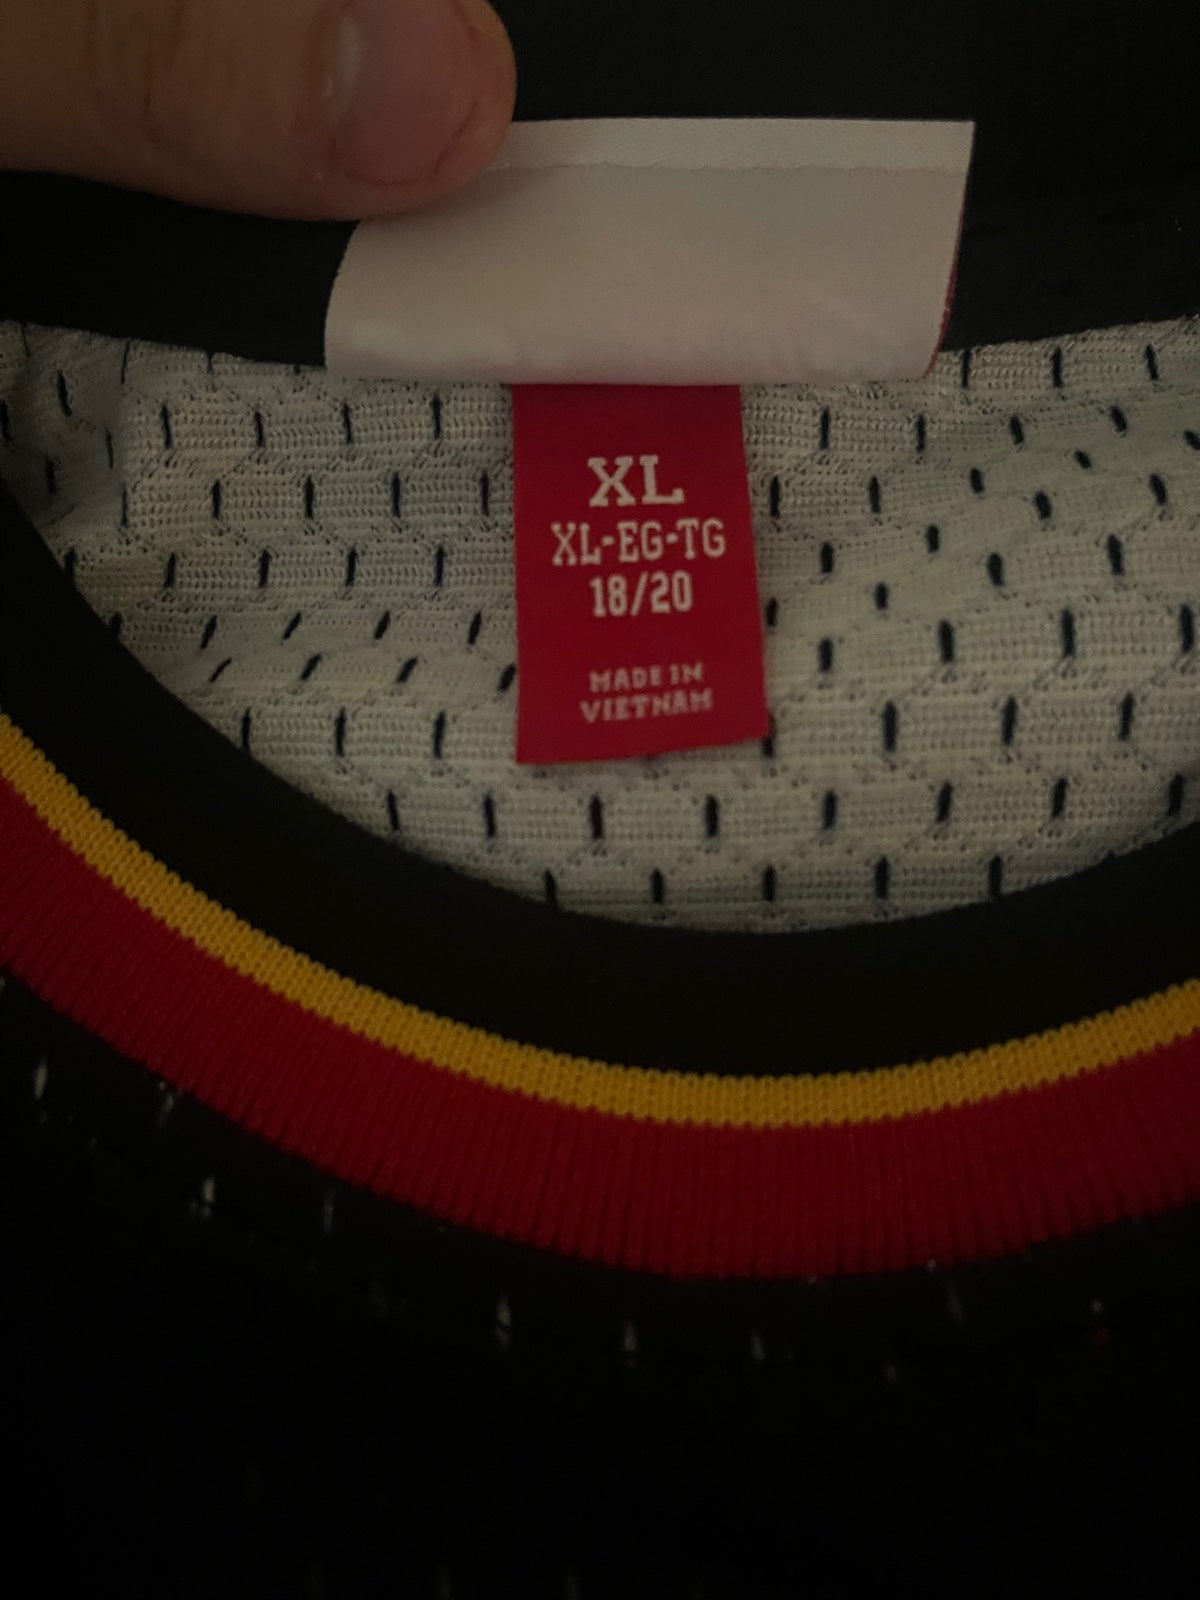 XL
XL-EG-TG
18/20
MADE IN
VIETNAM